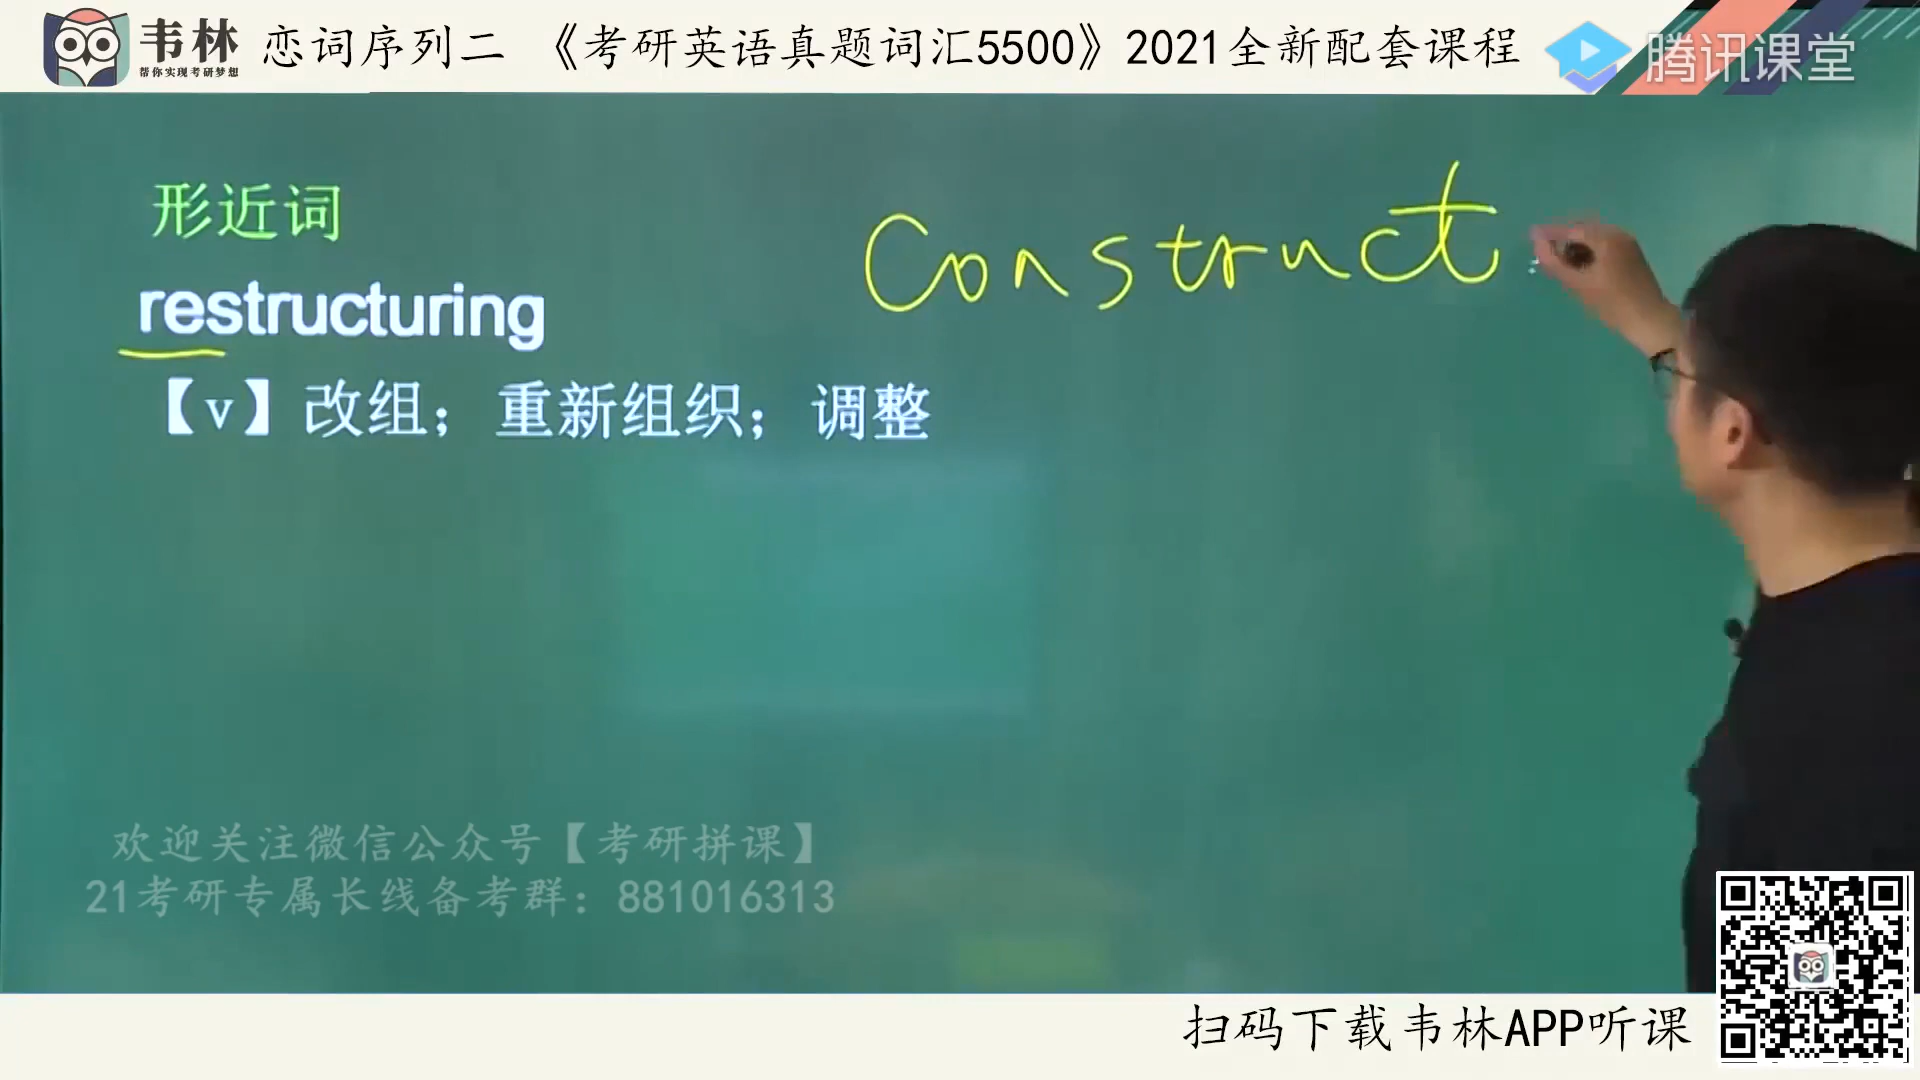 韦林
帮你实现考研梦想
恋词序列二 《考研英语真题词汇5500》2021全新配套课程
腾讯课堂
形近词
Construct
restructuring
【v】改组；重新组织；调整
欢迎关注微信公众号【考研拼课】
21考研专属长线备考群：881016313
扫码下载韦林APP听课